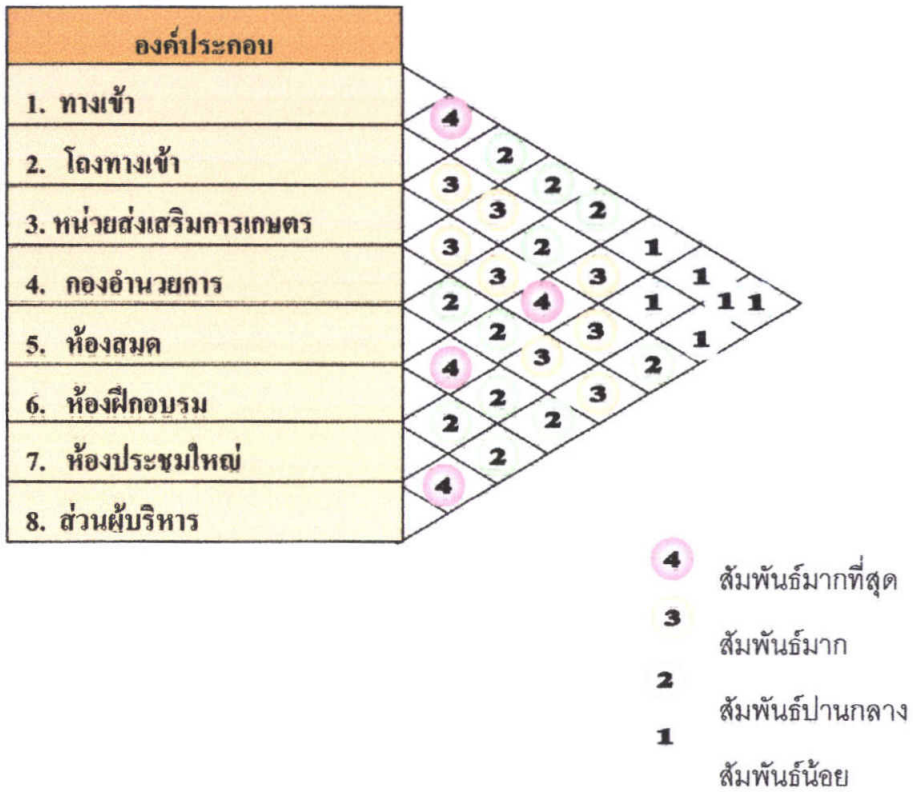 องค์ประกอบ
1. ทางเข้า
4
2. โถงทางเข้า
2
3 2
3 2
3. หน่วยส่งเสริมการเกษตร
3 2 1
3 3 1
4. กองอำนวยการ
2 4 1 1 1
2 3 1
5. ห้องสมุด
4 3 2
2 3
6. ห้องฝึกอบรม
2 2
7. ห้องประชุมใหญ่
2
4
8. ส่วนผู้บริหาร
4 สัมพันธ์มากที่สุด
3 สัมพันธ์มาก
2 สัมพันธ์ปานกลาง
1 สัมพันธ์น้อย